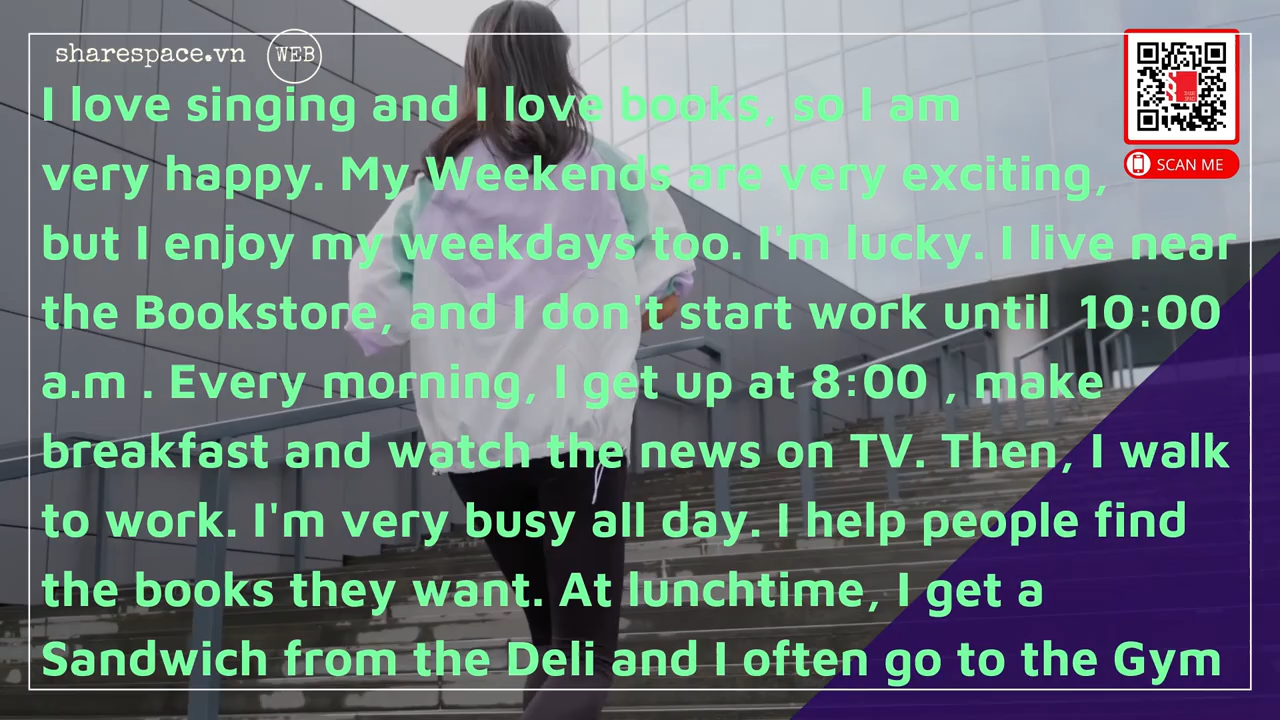 sharespace.vn WEB
I love singing and I love books, so I am
very happy. My Weekends are very exciting,
but I enjoy my weekdays too. I'm lucky. I live near
the Bookstore, and I don't start work until 10:00
a.m . Every morning, I get up at 8:00 , make
breakfast and watch the news on TV. Then, I walk
to work. I'm very busy all day. I help people find
the books they want. At lunchtime, I get a
Sandwich from the Deli and I often go to the Gym
SCAN ME